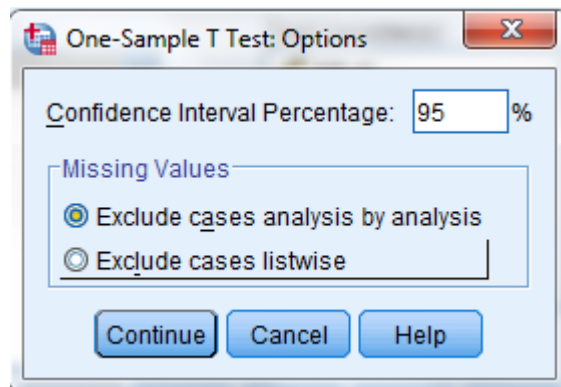 One-Sample T Test: Options
Confidence Interval Percentage: 95 %
Missing Values
Exclude cases analysis by analysis
Exclude cases listwise
Continue Cancel Help